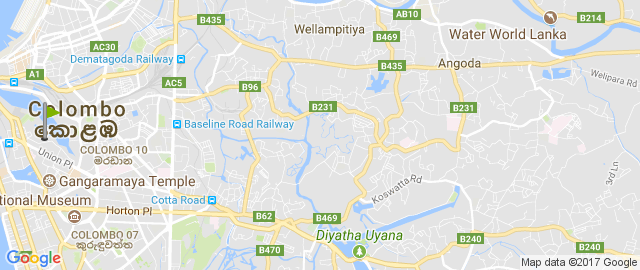 B435
AB10
B214
Wellampitiya
B469
Water World Lanka
AC30
Dematagoda Railway
B435
Angoda
A1
AC5
B96
Welipara Rd
Colombo
කොළඹ
B231
B231
Baseline Road Railway
COLOMBO 10
මරදාන
Union Pl
Gangaramaya Temple
3rd Ln
Koswatta Rd
Cotta Road
tional Museum
Horton Pl
B62
B469
COLOMBO 07
කුරුඳුවත්ත
Diyatha Uyana
B240
B240
B470
Google
Map data ©2017 Google